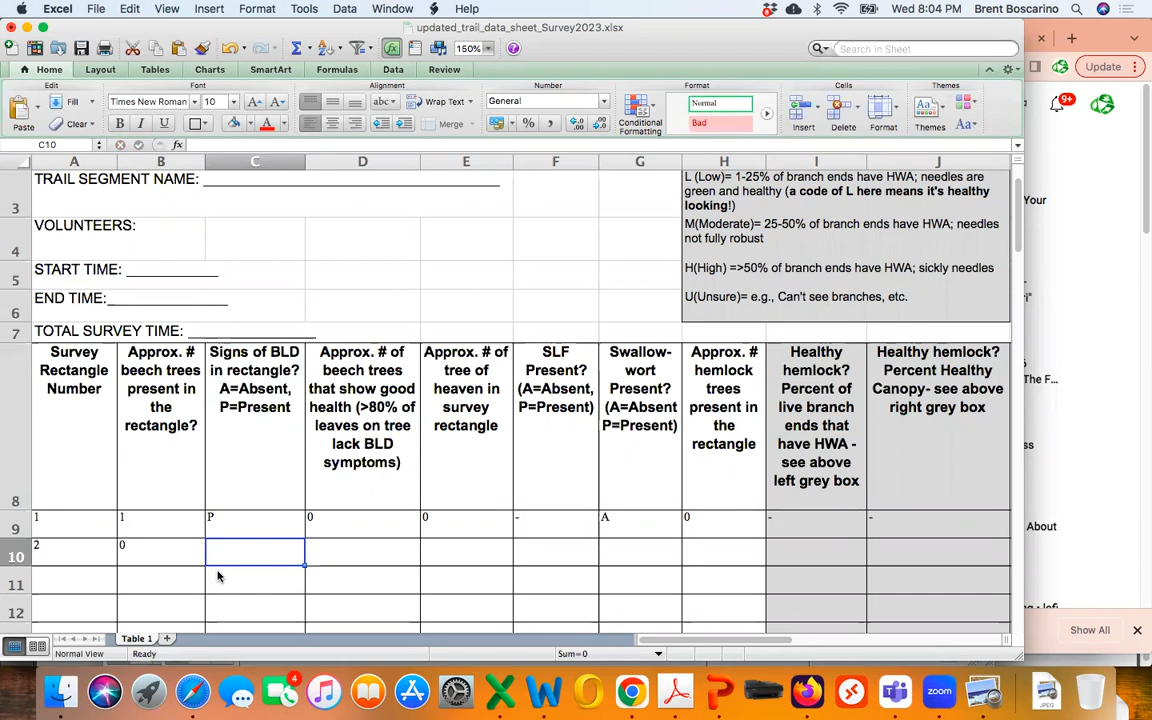 Excel File Edit View Insert Format Tools Data Window Help Wed 8:04 PM Brent Boscarino
updated_trail_data_sheet_Survey2023.xlsx
150% Search in Sheet Update
Home Layout Tables Charts SmartArt Formulas Data Review
Edit Font Alignment Number Format Cells Themes
Fill Times New Roman 10 abc Wrap Text General Normal
Paste Clear B I U Merge % Conditional Formatting Bad Insert Delete Format Themes Aa
9+
C10 fx
A B C D E F G H I J
3 TRAIL SEGMENT NAME:
L (Low)= 1-25% of branch ends have HWA; needles are
green and healthy (a code of L here means it's healthy
looking!)
Your
4 VOLUNTEERS:
M(Moderate)= 25-50% of branch ends have HWA; needles
not fully robust
5 START TIME:
H(High) =>50% of branch ends have HWA; sickly needles
6 END TIME:
U(Unsure)= e.g., Can't see branches, etc.
7 TOTAL SURVEY TIME:
8
Survey
Rectangle
Number
Approx. #
beech trees
present in
the
rectangle?
Signs of BLD
in rectangle?
A=Absent,
P=Present
Approx. # of
beech trees
that show good
health (>80% of
leaves on tree
lack BLD
symptoms)
Approx. # of
tree of
heaven in
survey
rectangle
SLF
Present?
(A=Absent,
P=Present)
Swallow-
wort
Present?
(A=Absent
P=Present)
Approx. #
hemlock
trees
present in
the
rectangle
Healthy
hemlock?
Percent of
live branch
ends that
have HWA -
see above
left grey box
Healthy hemlock?
Percent Healthy
Canopy- see above
right grey box
The F...
ss
About
9 1 1 P 0 0 - A 0 - -
10 2 0
11
12
Table 1
Normal View Ready Sum=0
Show All
4
zoom
JPEG